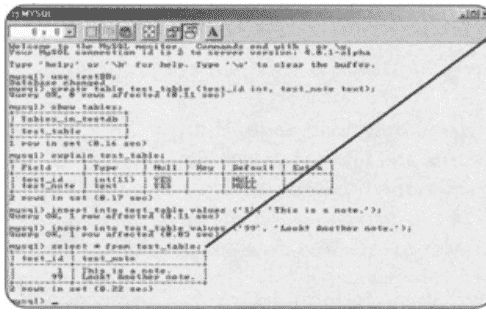 MYSQL
8 x 8
A
Welcome to the MySQL monitor. Commands end with ; or \g.
Your MySQL connection id is 2 to server version: 4.0.1-alpha
Type 'help;' or '\h' for help. Type '\c' to clear the buffer.
mysql> use testDB;
Database changed
mysql> create table test_table (test_id int, test_note text);
Query OK, 0 rows affected (0.11 sec)
mysql> show tables;
| Tables_in_testdb |
| test_table |
1 row in set (0.16 sec)
mysql> explain test_table;
| Field | Type | Null | Key | Default | Extra |
| test_id | int(11) | YES | | NULL | |
| test_note | text | YES | | NULL | |
2 rows in set (0.17 sec)
mysql> insert into test_table values ('1', 'This is a note.');
Query OK, 1 row affected (0.11 sec)
mysql> insert into test_table values ('99', 'Look! Another note.');
Query OK, 1 row affected (0.05 sec)
mysql> select * from test_table;
| test_id | test_note |
| 1 | This is a note. |
| 99 | Look! Another note. |
2 rows in set (0.22 sec)
mysql> _